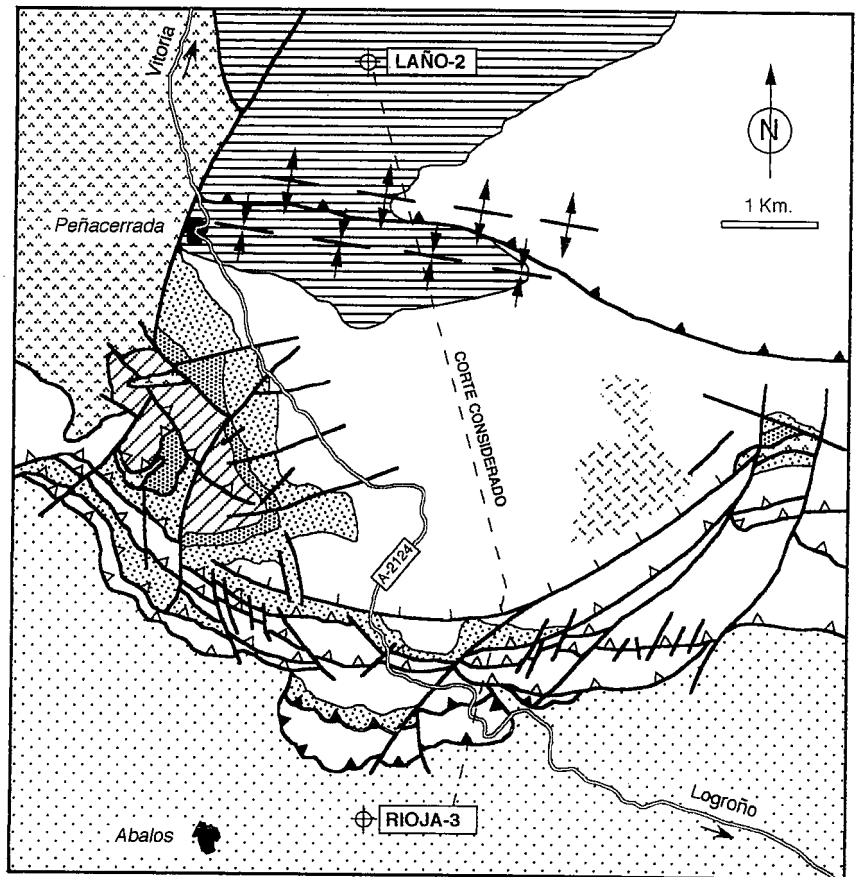 Vitoria
LAÑO-2
N
1 Km.
Peñacerrada
CORTE CONSIDERADO
A-2124
Logroño
RIOJA-3
Abalos